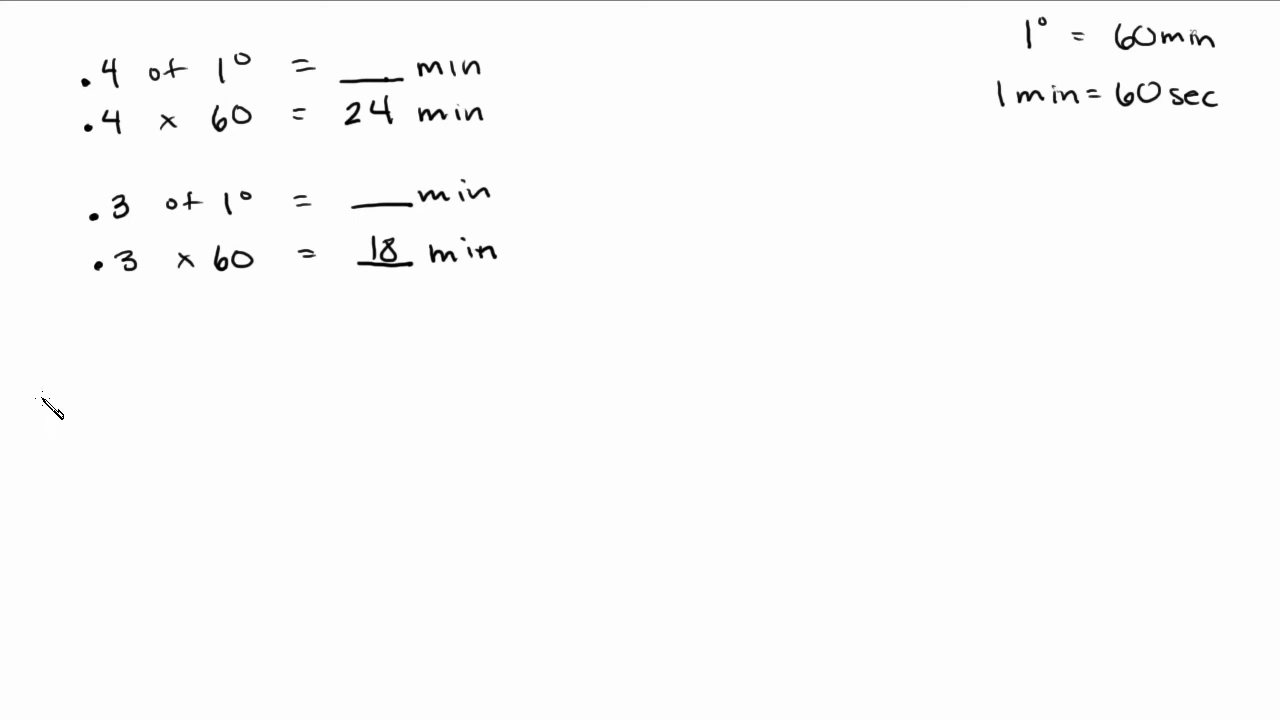 .4 of 1° = ___ min
.4 x 60 = 24 min
.3 of 1° = ___ min
.3 x 60 = 18 min
1° = 60 min
1 min = 60 sec